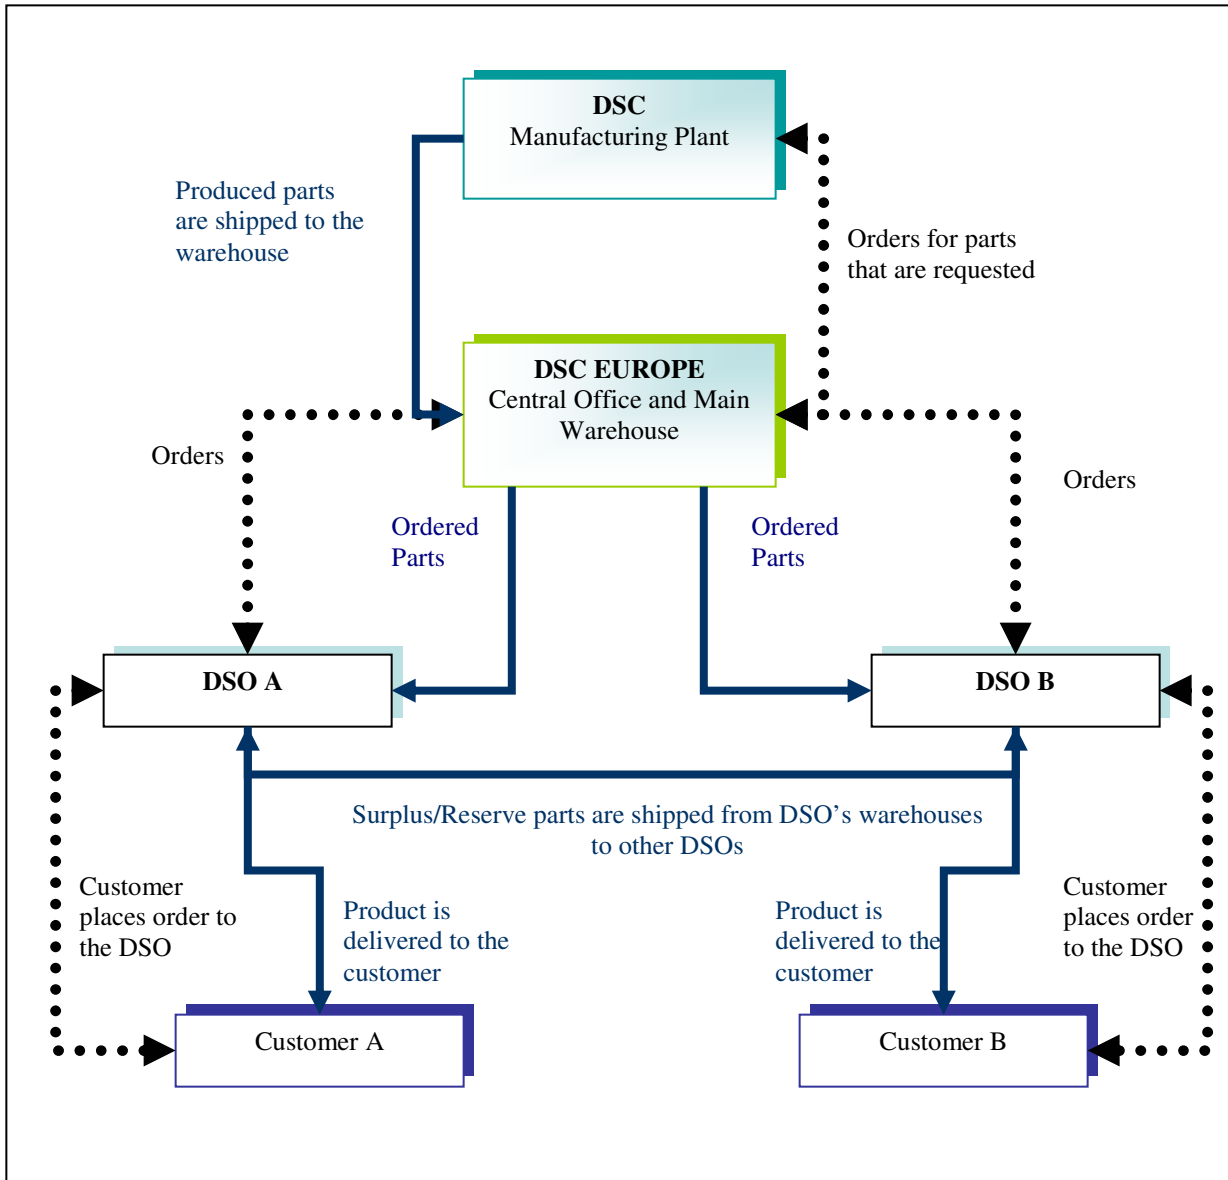 DSC
Manufacturing Plant
Produced parts
are shipped to the
warehouse
Orders for parts
that are requested
DSC EUROPE
Central Office and Main
Warehouse
Orders
Orders
Ordered
Parts
Ordered
Parts
DSO A
DSO B
Surplus/Reserve parts are shipped from DSO’s warehouses
to other DSOs
Customer
places order to
the DSO
Product is
delivered to the
customer
Product is
delivered to the
customer
Customer
places order
to the DSO
Customer A
Customer B